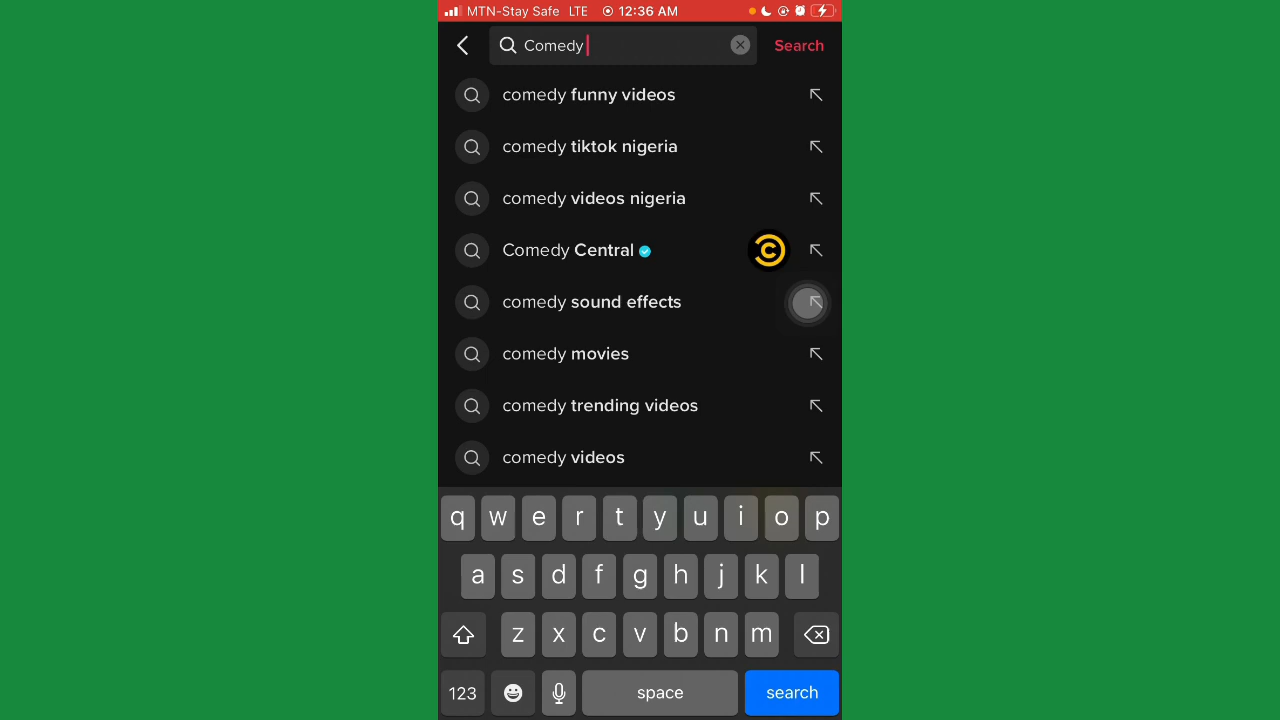 MTN-Stay Safe LTE 12:36 AM
Comedy Search
comedy funny videos
comedy tiktok nigeria
comedy videos nigeria
Comedy Central
comedy sound effects
comedy movies
comedy trending videos
comedy videos
q w e r t y u i o p
a s d f g h j k l
z x c v b n m
123 space search